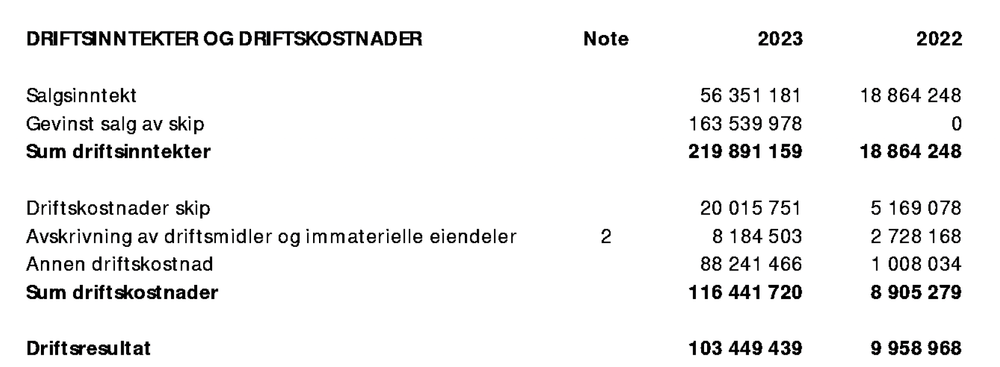 DRIFTSINNTEKTER OG DRIFTSKOSTNADER Note 2023 2022
Salgsinntekt 56 351 181 18 864 248
Gevinst salg av skip 163 539 978 0
Sum driftsinntekter 219 891 159 18 864 248
Driftskostnader skip 20 015 751 5 169 078
Avskrivning av driftsmidler og immaterielle eiendeler 2 8 184 503 2 728 168
Annen driftskostnad 88 241 466 1 008 034
Sum driftskostnader 116 441 720 8 905 279
Driftsresultat 103 449 439 9 958 968